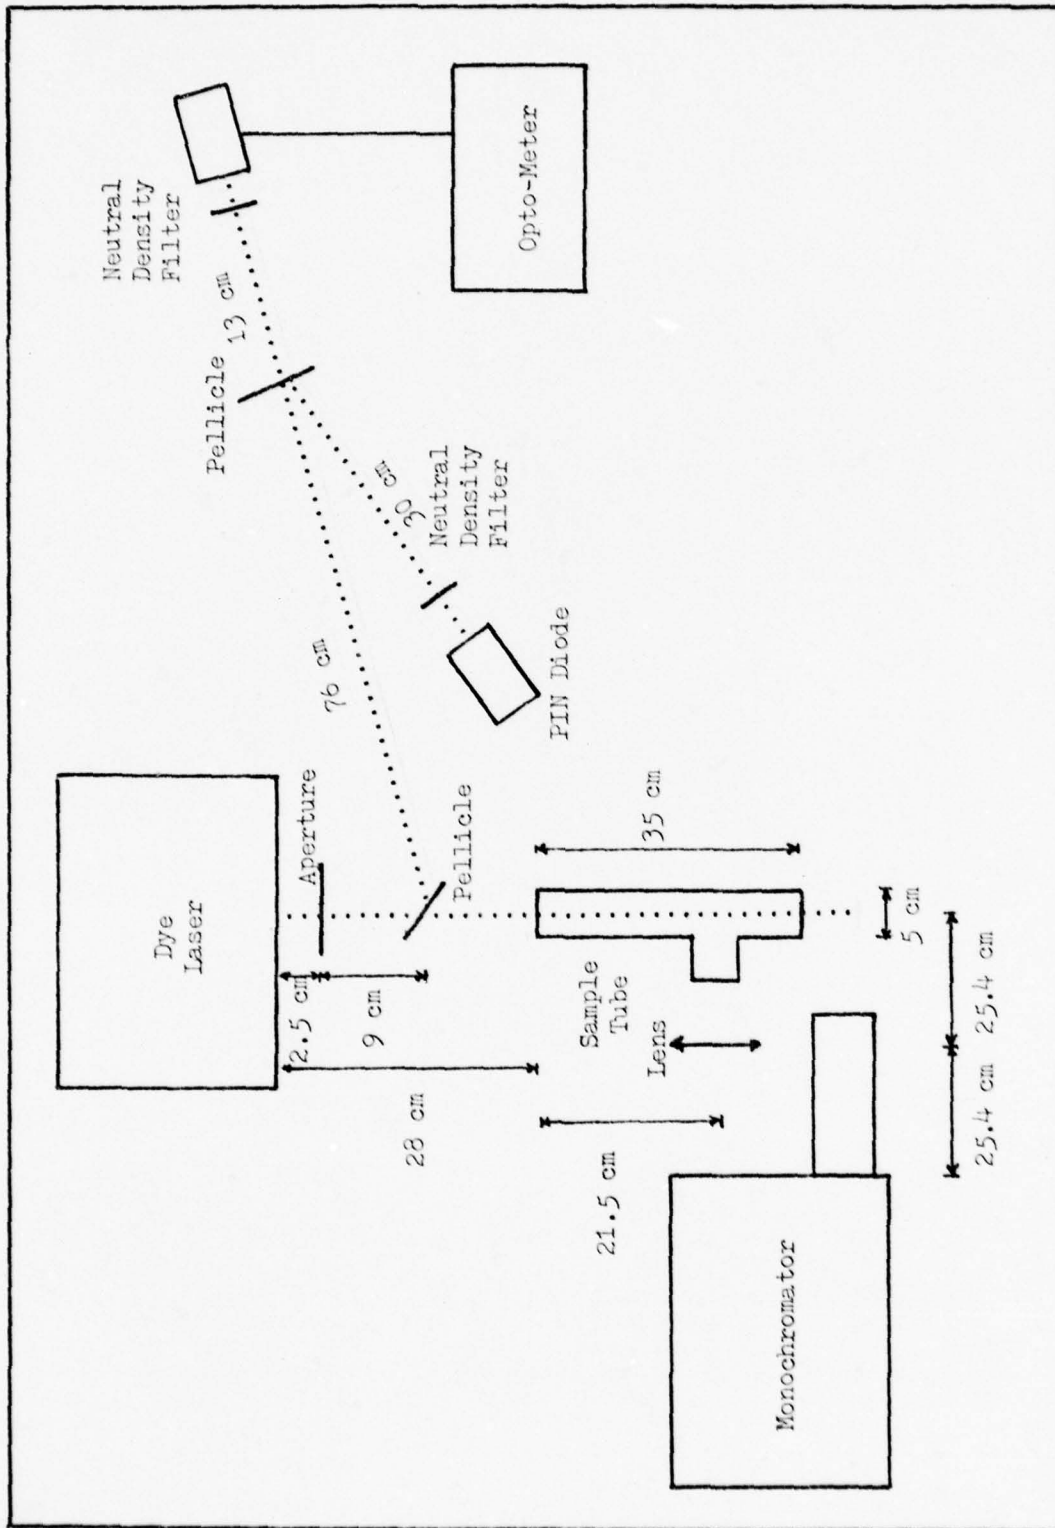 Neutral
Density
Filter
13 cm
Pellicle
Opto-Meter
30 cm
Neutral
Density
Filter
76 cm
PIN Diode
Dye
Laser
Aperture
Pellicle
2.5 cm
9 cm
28 cm
35 cm
Sample
Tube
Lens
5 cm
21.5 cm
25.4 cm
25.4 cm
Monochromator